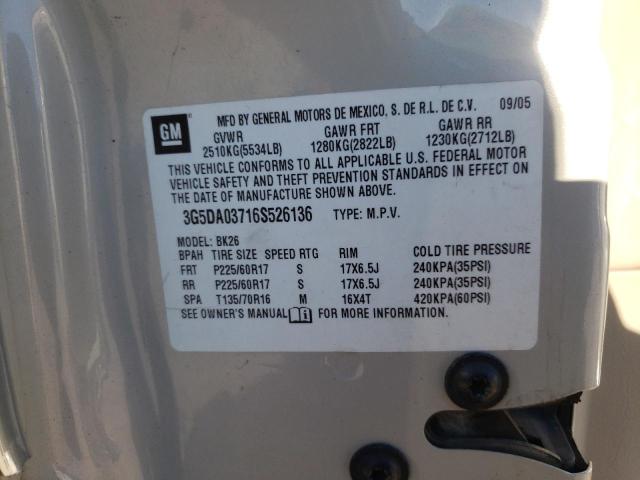 MFD BY GENERAL MOTORS DE MEXICO, S. DE R.L. DE C.V. 09/05
GM
GVWR GAWR FRT GAWR RR
2510KG(5534LB) 1280KG(2822LB) 1230KG(2712LB)
THIS VEHICLE CONFORMS TO ALL APPLICABLE U.S. FEDERAL MOTOR
VEHICLE SAFETY AND THEFT PREVENTION STANDARDS IN EFFECT ON
THE DATE OF MANUFACTURE SHOWN ABOVE.
3G5DA03716S526136 TYPE: M.P.V.
MODEL: BK26
BPAH TIRE SIZE SPEED RTG RIM COLD TIRE PRESSURE
FRT P225/60R17 S 17X6.5J 240KPA(35PSI)
RR P225/60R17 S 17X6.5J 240KPA(35PSI)
SPA T135/70R16 M 16X4T 420KPA(60PSI)
SEE OWNER'S MANUAL FOR MORE INFORMATION.